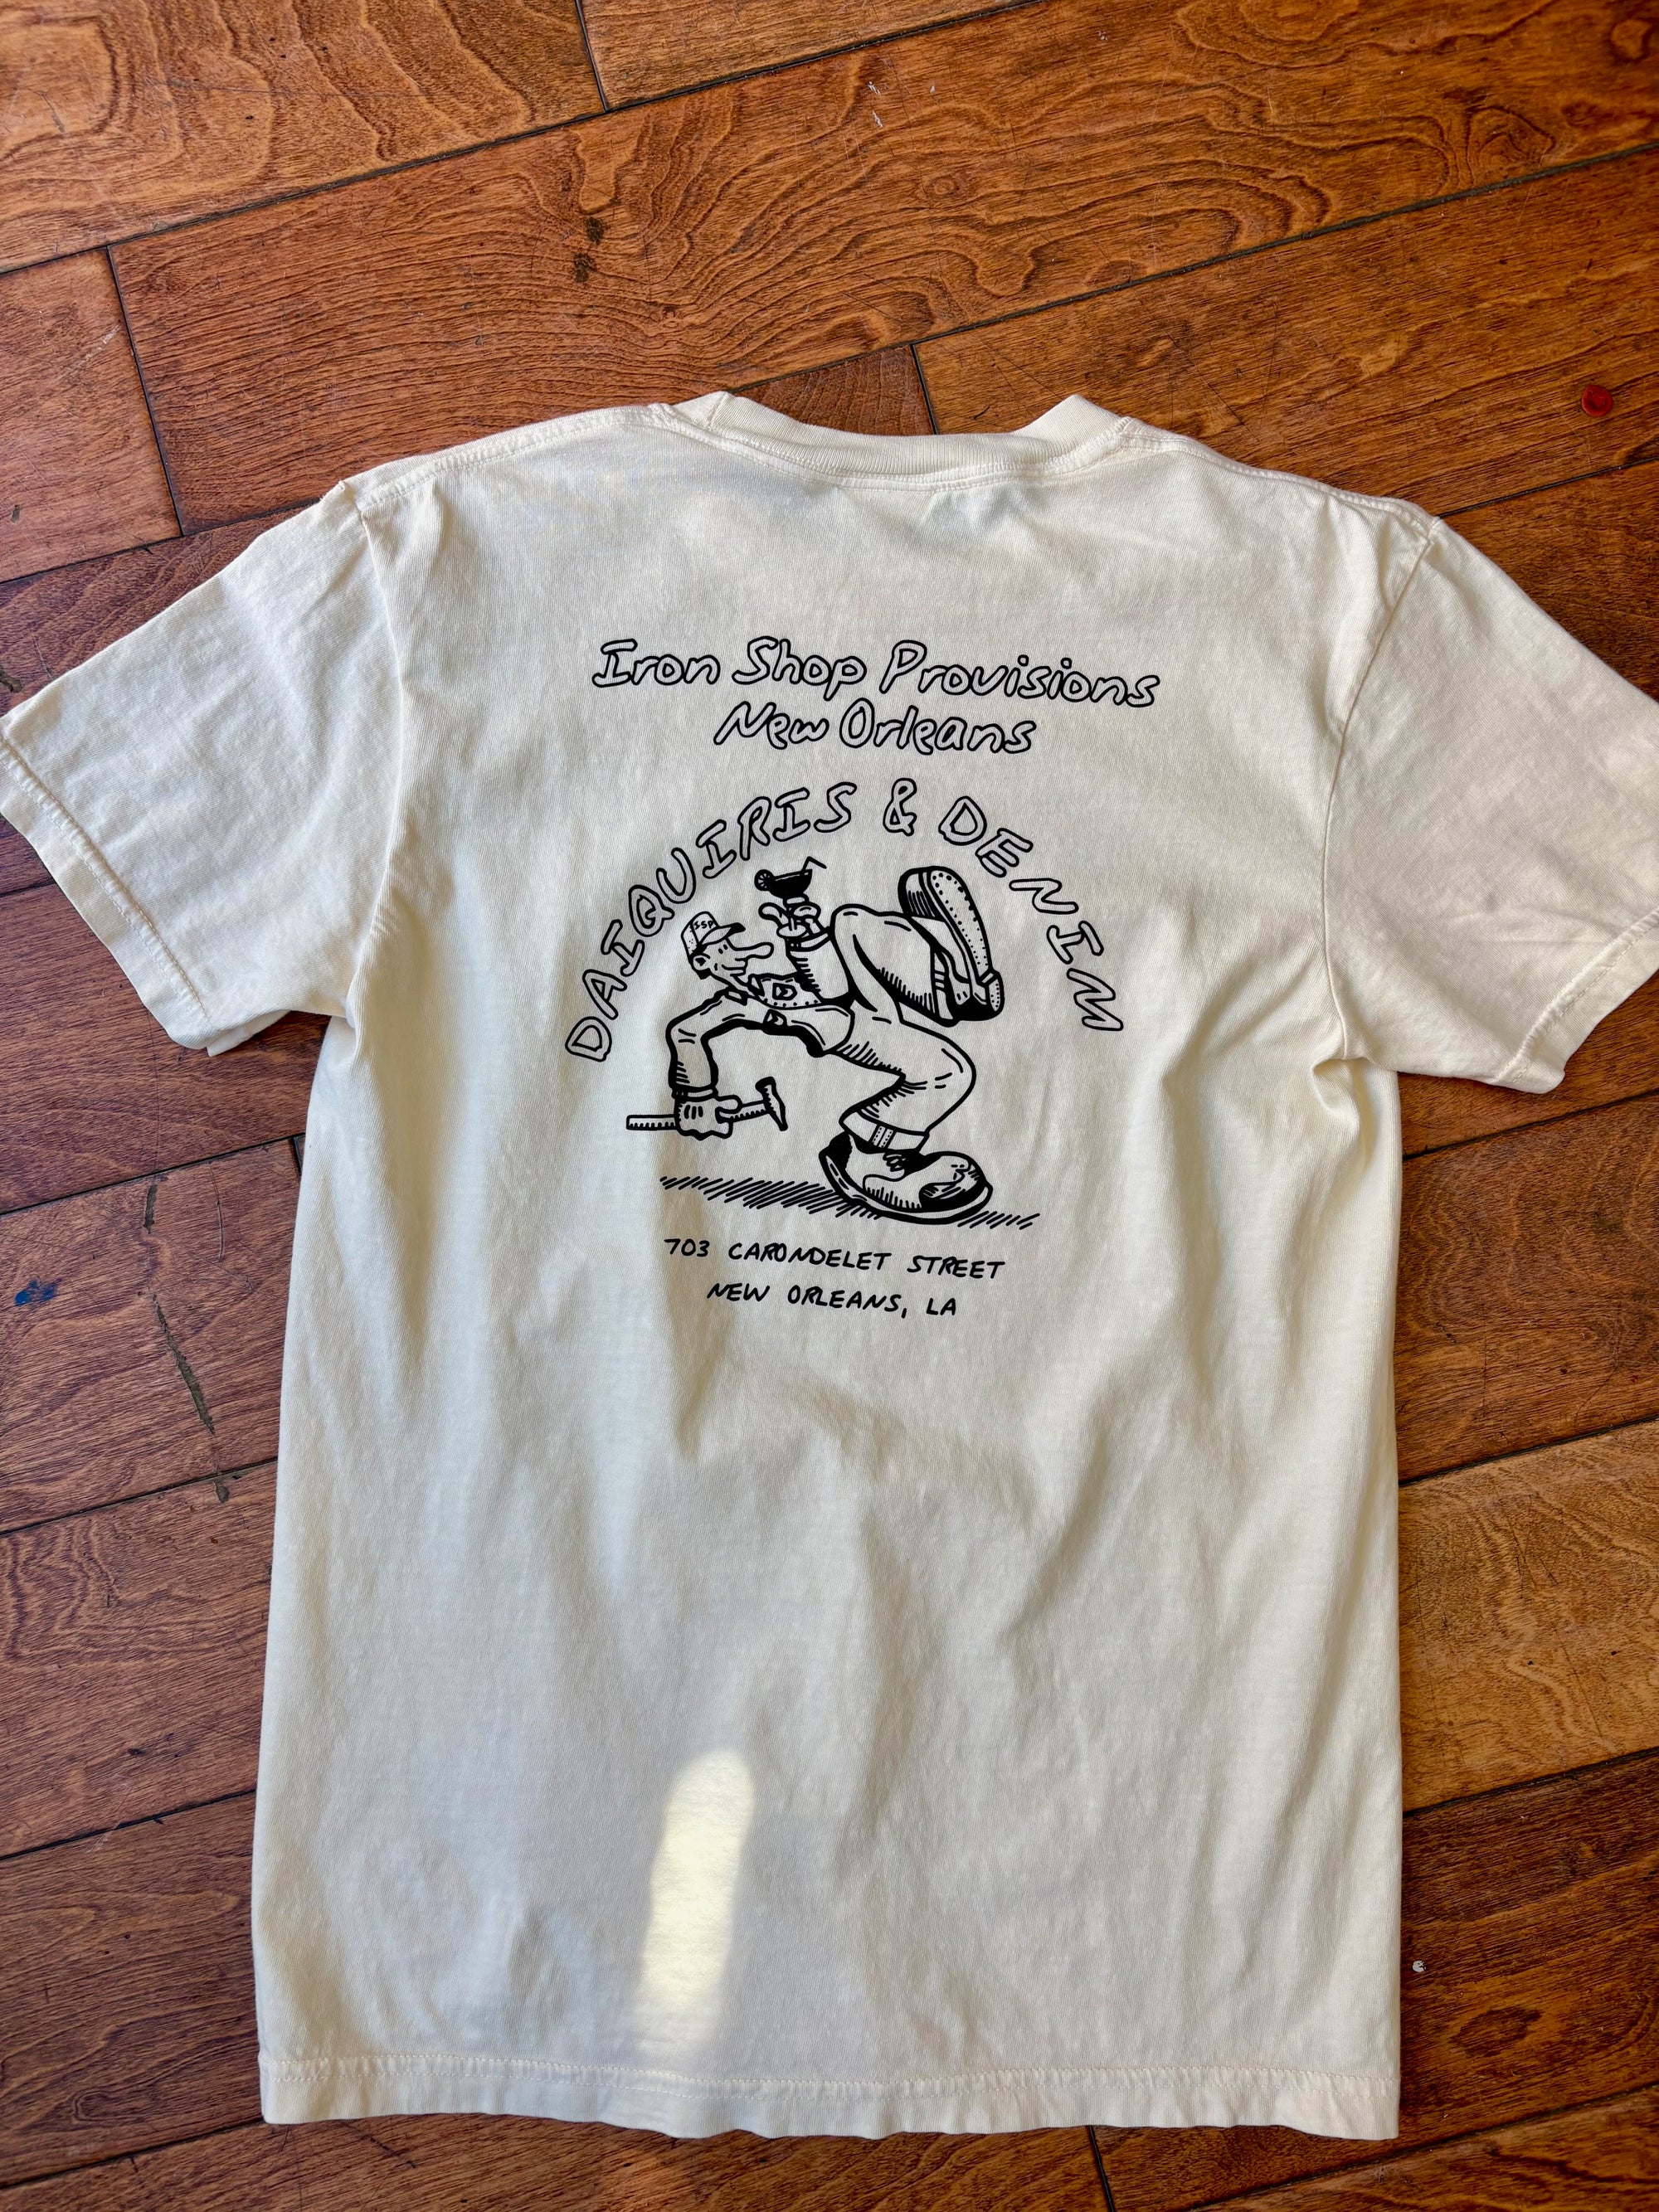 Iron Shop Provisions
New Orleans
DAIQUIRIS & DENIM
703 CARONDELET STREET
NEW ORLEANS, LA